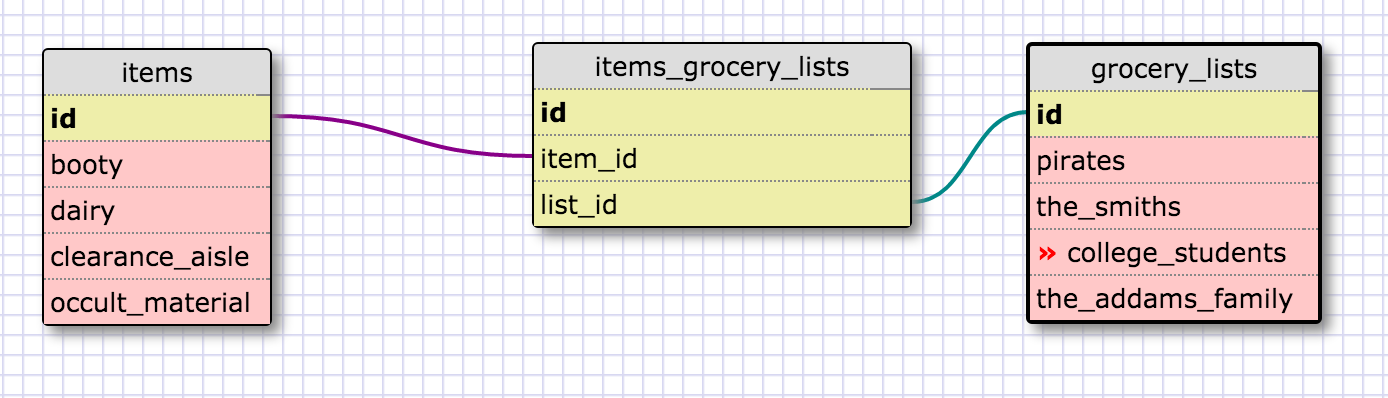 items
id
booty
dairy
clearance_aisle
occult_material
items_grocery_lists
id
item_id
list_id
grocery_lists
id
pirates
the_smiths
» college_students
the_addams_family